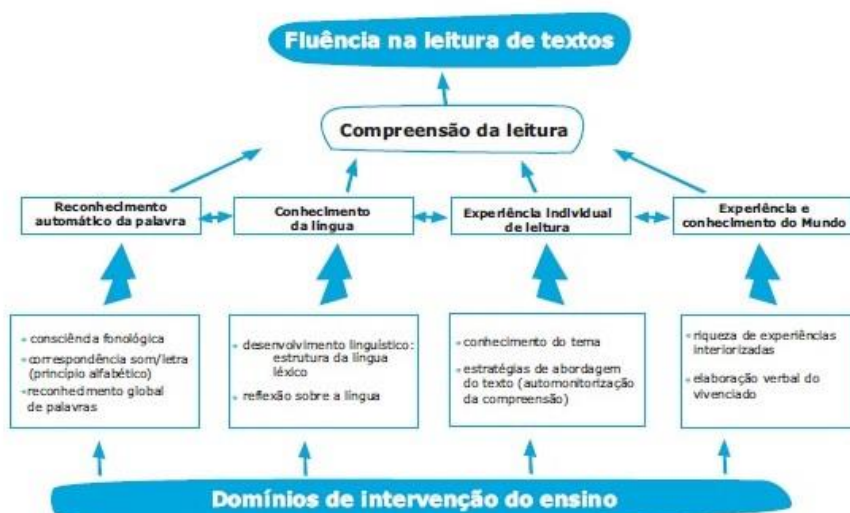 Fluência na leitura de textos
Compreensão da leitura
Reconhecimento
automático da palavra
Conhecimento
da língua
Experiência individual
de leitura
Experiência e
conhecimento do Mundo
consciência fonológica
correspondência som/letra
(princípio alfabético)
reconhecimento global
de palavras
desenvolvimento linguístico:
estrutura da língua
léxico
reflexão sobre a língua
conhecimento do tema
estratégias de abordagem
do texto (automonitorização
da compreensão)
riqueza de experiências
interiorizadas
elaboração verbal do
vivenciado
Domínios de intervenção do ensino